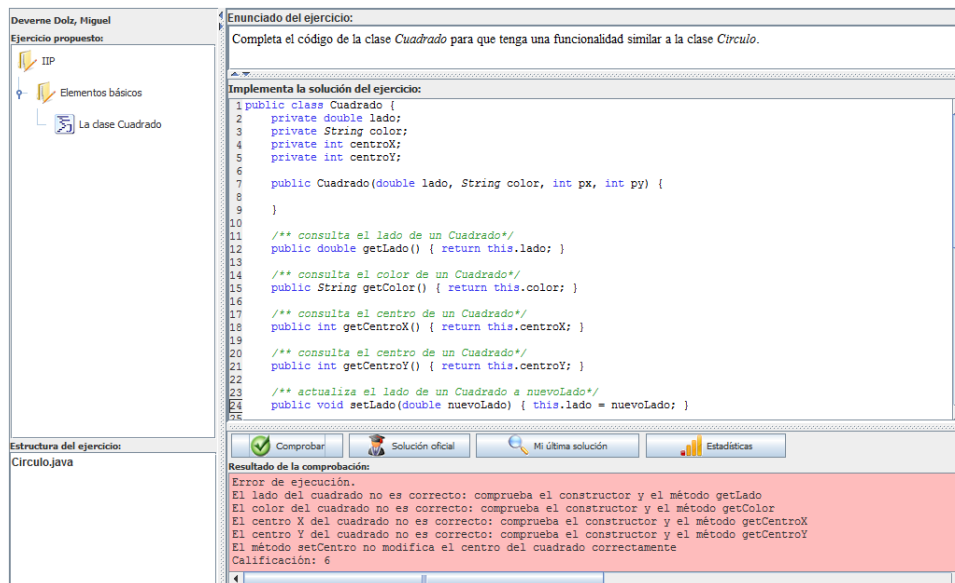 Deverne Dolz, Miguel
Ejercicio propuesto:
IIP
Elementos básicos
La clase Cuadrado
Estructura del ejercicio:
Circulo.java
Enunciado del ejercicio:
Completa el código de la clase Cuadrado para que tenga una funcionalidad similar a la clase Circulo.
Implementa la solución del ejercicio:
1 public class Cuadrado {
2 private double lado;
3 private String color;
4 private int centroX;
5 private int centroY;
6
7 public Cuadrado(double lado, String color, int px, int py) {
8
9 }
10
11 /** consulta el lado de un Cuadrado*/
12 public double getLado() { return this.lado; }
13
14 /** consulta el color de un Cuadrado*/
15 public String getColor() { return this.color; }
16
17 /** consulta el centro de un Cuadrado*/
18 public int getCentroX() { return this.centroX; }
19
20 /** consulta el centro de un Cuadrado*/
21 public int getCentroY() { return this.centroY; }
22
23 /** actualiza el lado de un Cuadrado a nuevoLado*/
24 public void setLado(double nuevoLado) { this.lado = nuevoLado; }
25
Comprobar
Solución oficial
Mi última solución
Estadísticas
Resultado de la comprobación:
Error de ejecución.
El lado del cuadrado no es correcto: comprueba el constructor y el método getLado
El color del cuadrado no es correcto: comprueba el constructor y el método getColor
El centro X del cuadrado no es correcto: comprueba el constructor y el método getCentroX
El centro Y del cuadrado no es correcto: comprueba el constructor y el método getCentroY
El método setCentro no modifica el centro del cuadrado correctamente
Calificación: 6